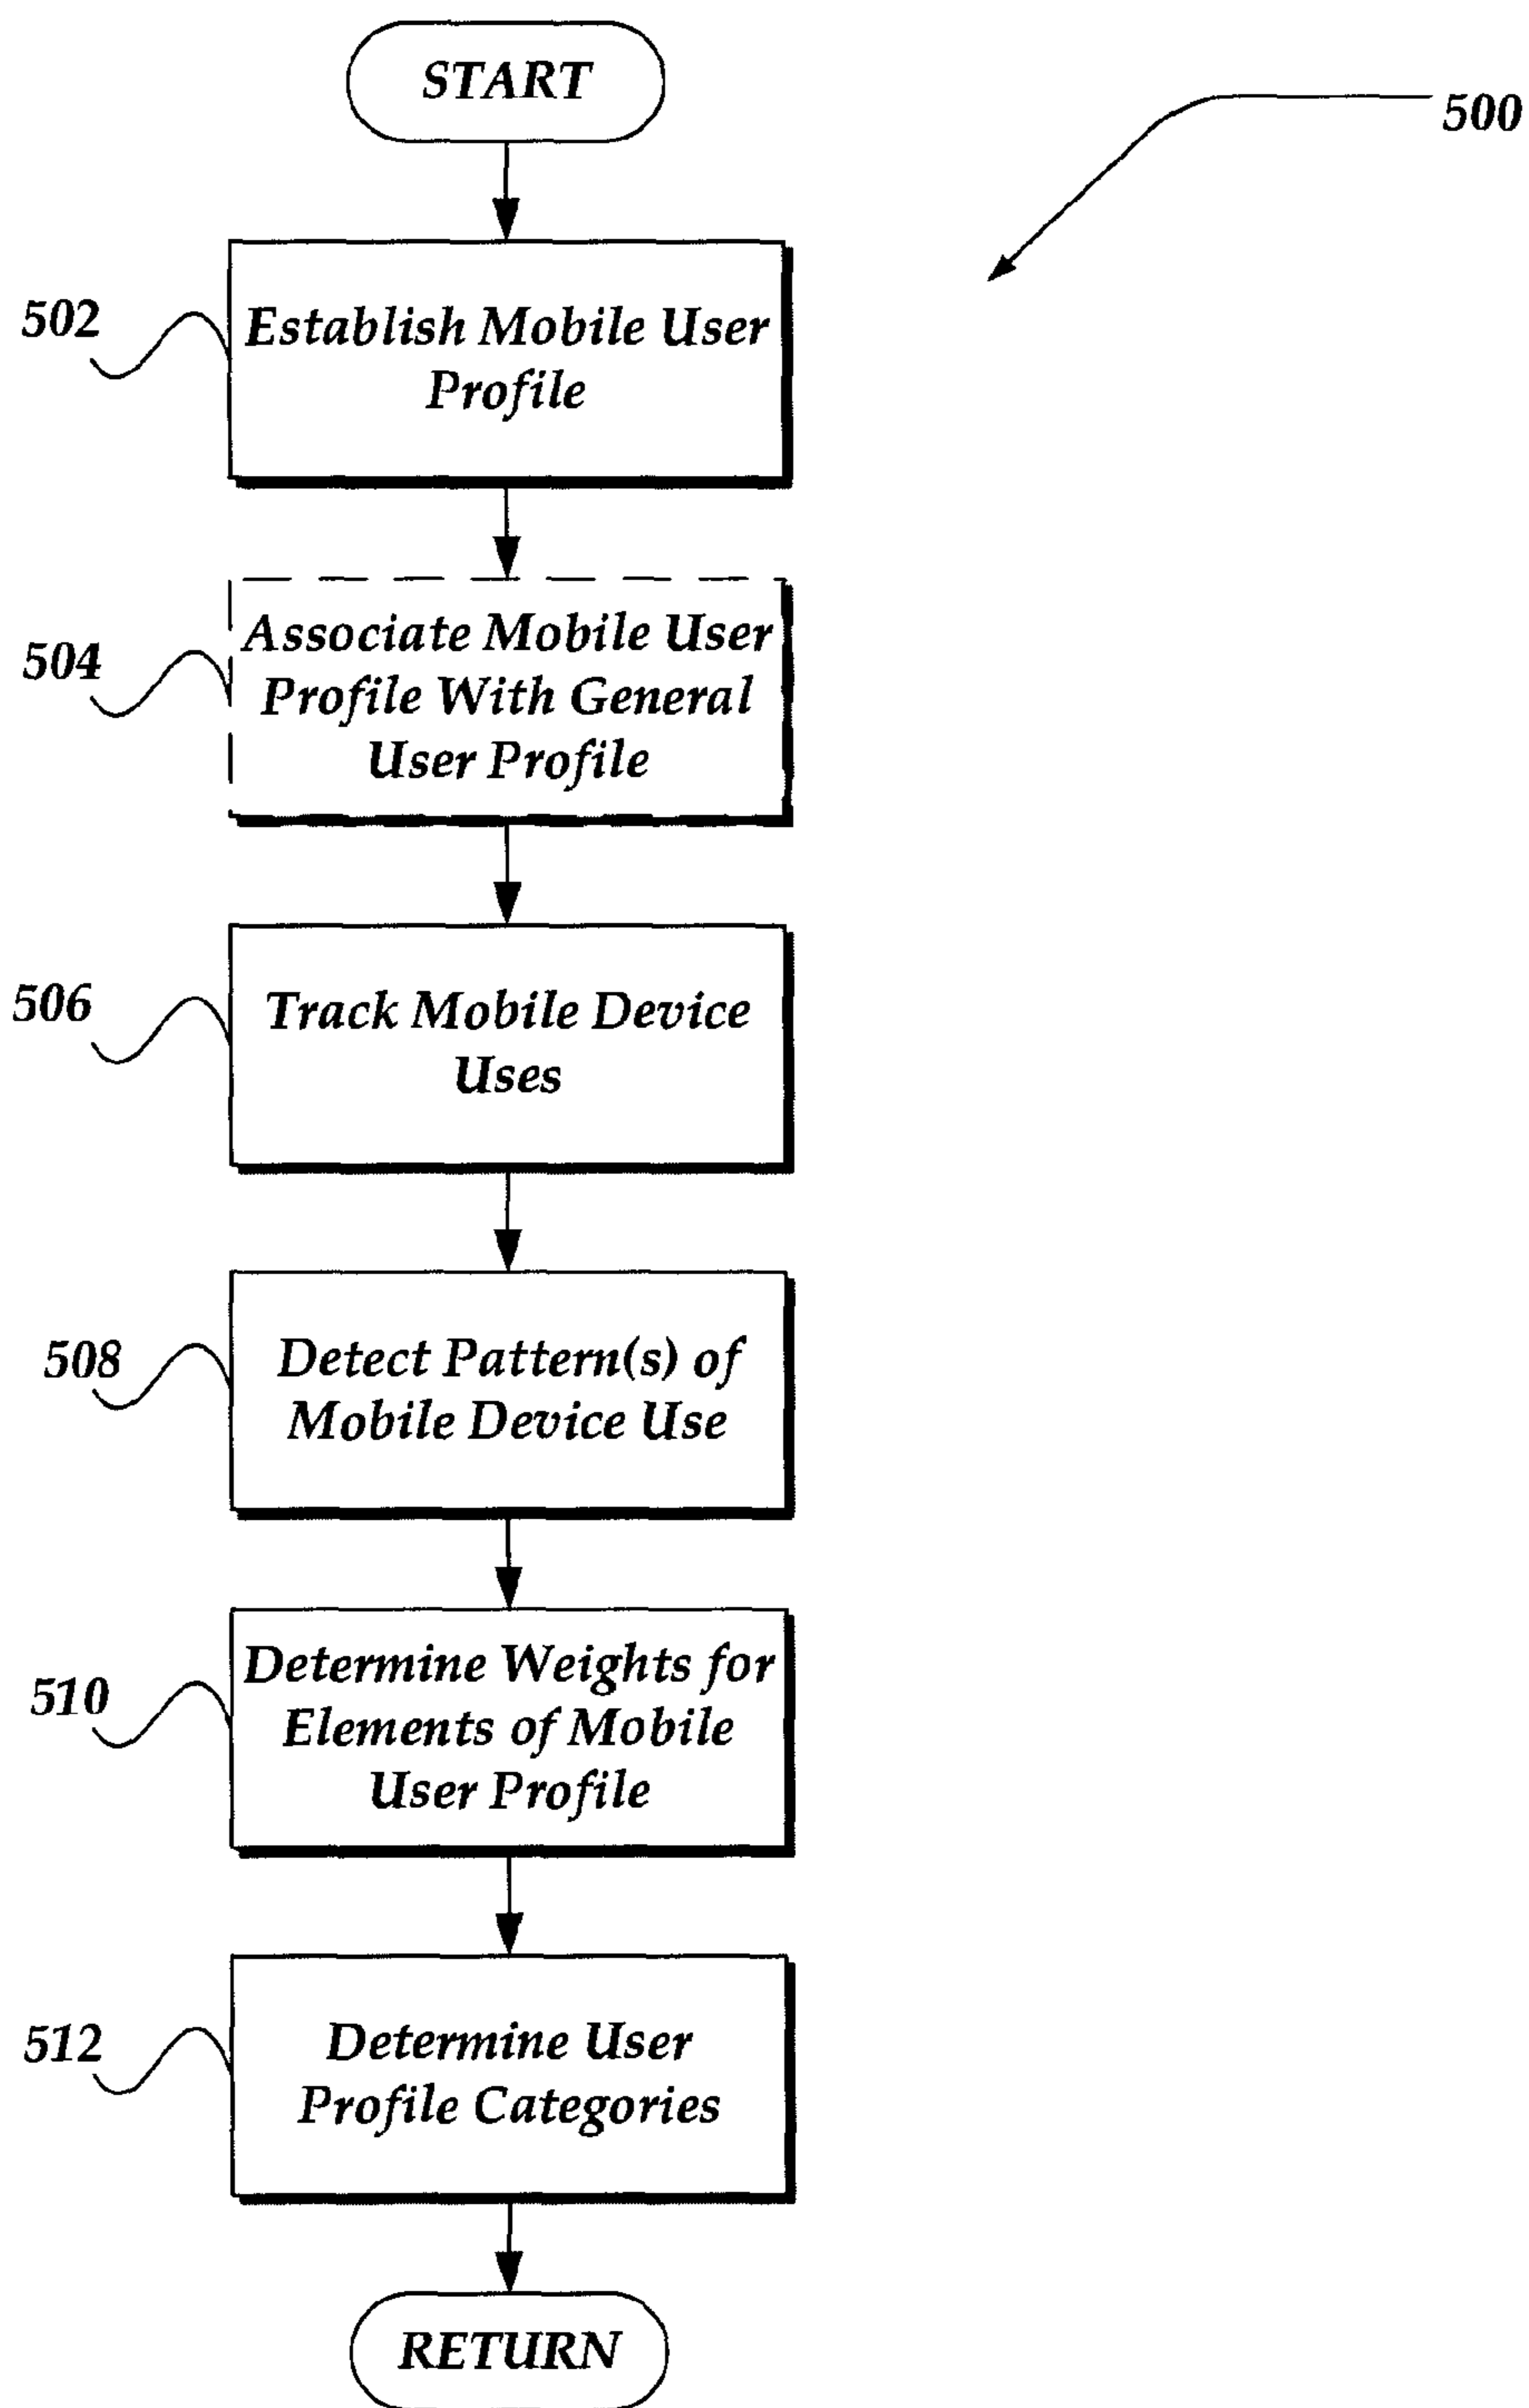 START
500
502
Establish Mobile User
Profile
504
Associate Mobile User
Profile With General
User Profile
506
Track Mobile Device
Uses
508
Detect Pattern(s) of
Mobile Device Use
510
Determine Weights for
Elements of Mobile
User Profile
512
Determine User
Profile Categories
RETURN